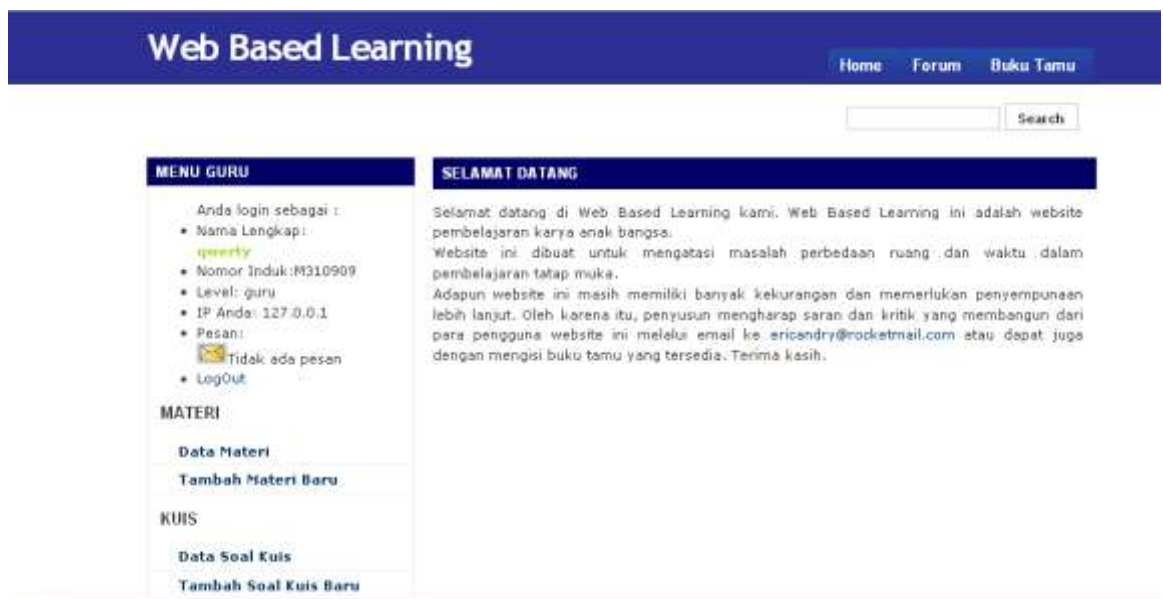 Web Based Learning
Home Forum Buku Tamu
Search
MENU GURU
Anda login sebagai :
• Nama Lengkap:
qwerty
• Nomor Induk:M310909
• Level: guru
• IP Anda: 127.0.0.1
• Pesan:
Tidak ada pesan
• LogOut
MATERI
Data Materi
Tambah Materi Baru
KUIS
Data Soal Kuis
Tambah Soal Kuis Baru
SELAMAT DATANG
Selamat datang di Web Based Learning kami. Web Based Learning ini adalah website
pembelajaran karya anak bangsa.
Website ini dibuat untuk mengatasi masalah perbedaan ruang dan waktu dalam
pembelajaran tatap muka.
Adapun website ini masih memiliki banyak kekurangan dan memerlukan penyempunaan
lebih lanjut. Oleh karena itu, penyusun mengharap saran dan kritik yang membangun dari
para pengguna website ini melalui email ke ericandry@rocketmail.com atau dapat juga
dengan mengisi buku tamu yang tersedia. Terima kasih.